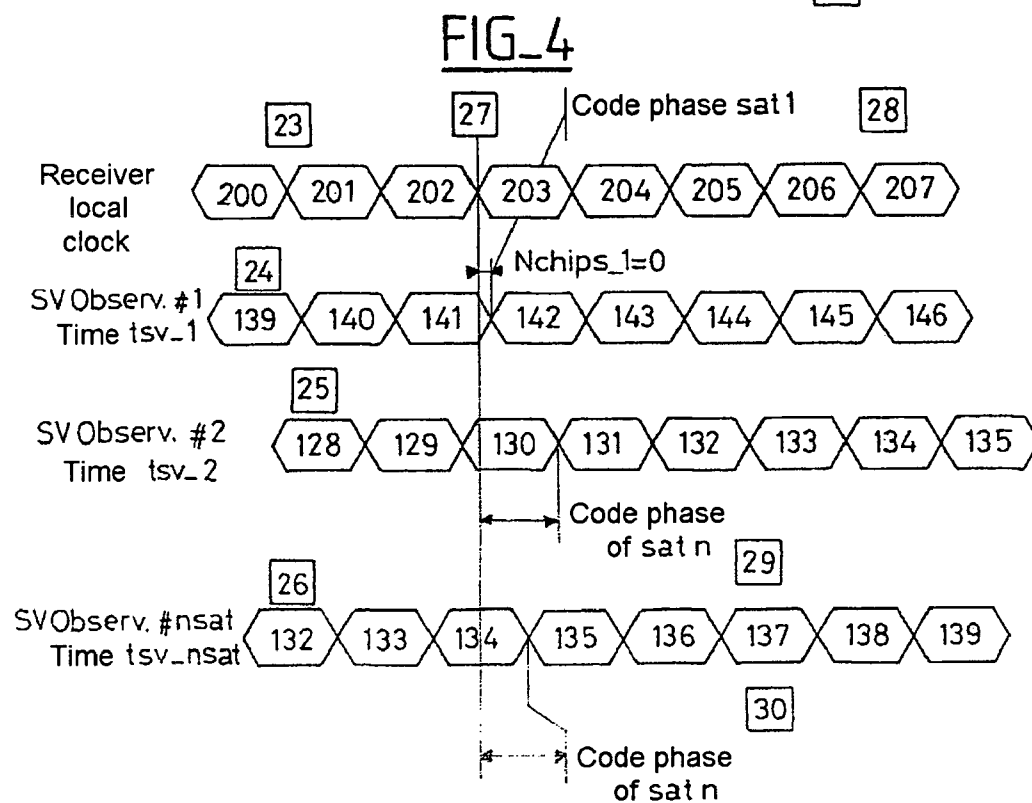 FIG_4
23
27
Code phase sat 1
28
Receiver
local
clock
200 201 202 203 204 205 206 207
24
Nchips_1=0
SV Observ. #1
Time tsv_1
139 140 141 142 143 144 145 146
25
SV Observ. #2
Time tsv_2
128 129 130 131 132 133 134 135
Code phase
of sat n
26
29
SV Observ. #nsat
Time tsv_nsat
132 133 134 135 136 137 138 139
30
Code phase
of sat n